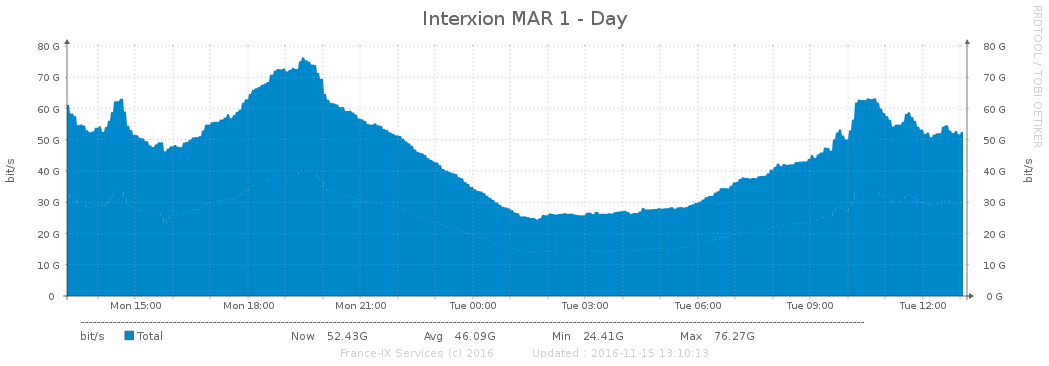 Interxion MAR 1 - Day
RRDTOOL / TOBI OETIKER
80 G 80 G
70 G 70 G
60 G 60 G
50 G 50 G
40 G 40 G
30 G 30 G
20 G 20 G
10 G 10 G
0 0 G
bit/s bit/s
Mon 15:00 Mon 18:00 Mon 21:00 Tue 00:00 Tue 03:00 Tue 06:00 Tue 09:00 Tue 12:00
bit/s Total Now 52.43G Avg 46.09G Min 24.41G Max 76.27G
France-IX Services (c) 2016 Updated : 2016-11-15 13:10:13